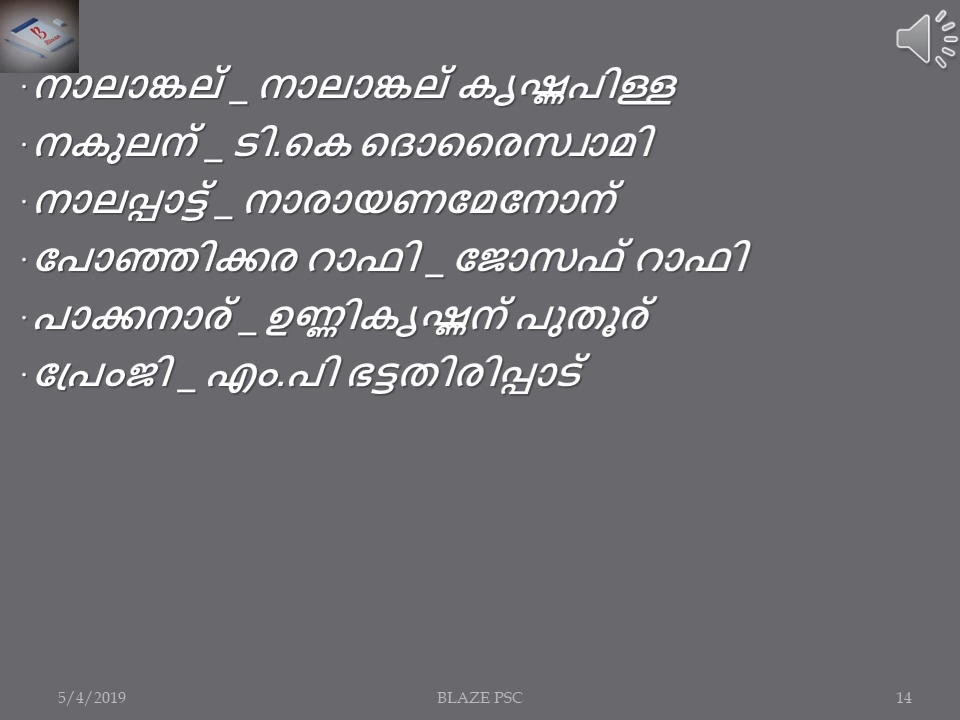 · നാലാങ്കല് _ നാലാങ്കല് കൃഷ്ണപിള്ള
· നകുലന് _ ടി.കെ ദൊരൈസ്വാമി
· നാലപ്പാട്ട് _ നാരായണമേനോന്
· പോഞ്ഞിക്കര റാഫി _ ജോസഫ് റാഫി
· പാക്കനാര് _ ഉണ്ണികൃഷ്ണന് പുതൂര്
· പ്രേംജി _ എം.പി ഭട്ടതിരിപ്പാട്
5/4/2019 BLAZE PSC 14